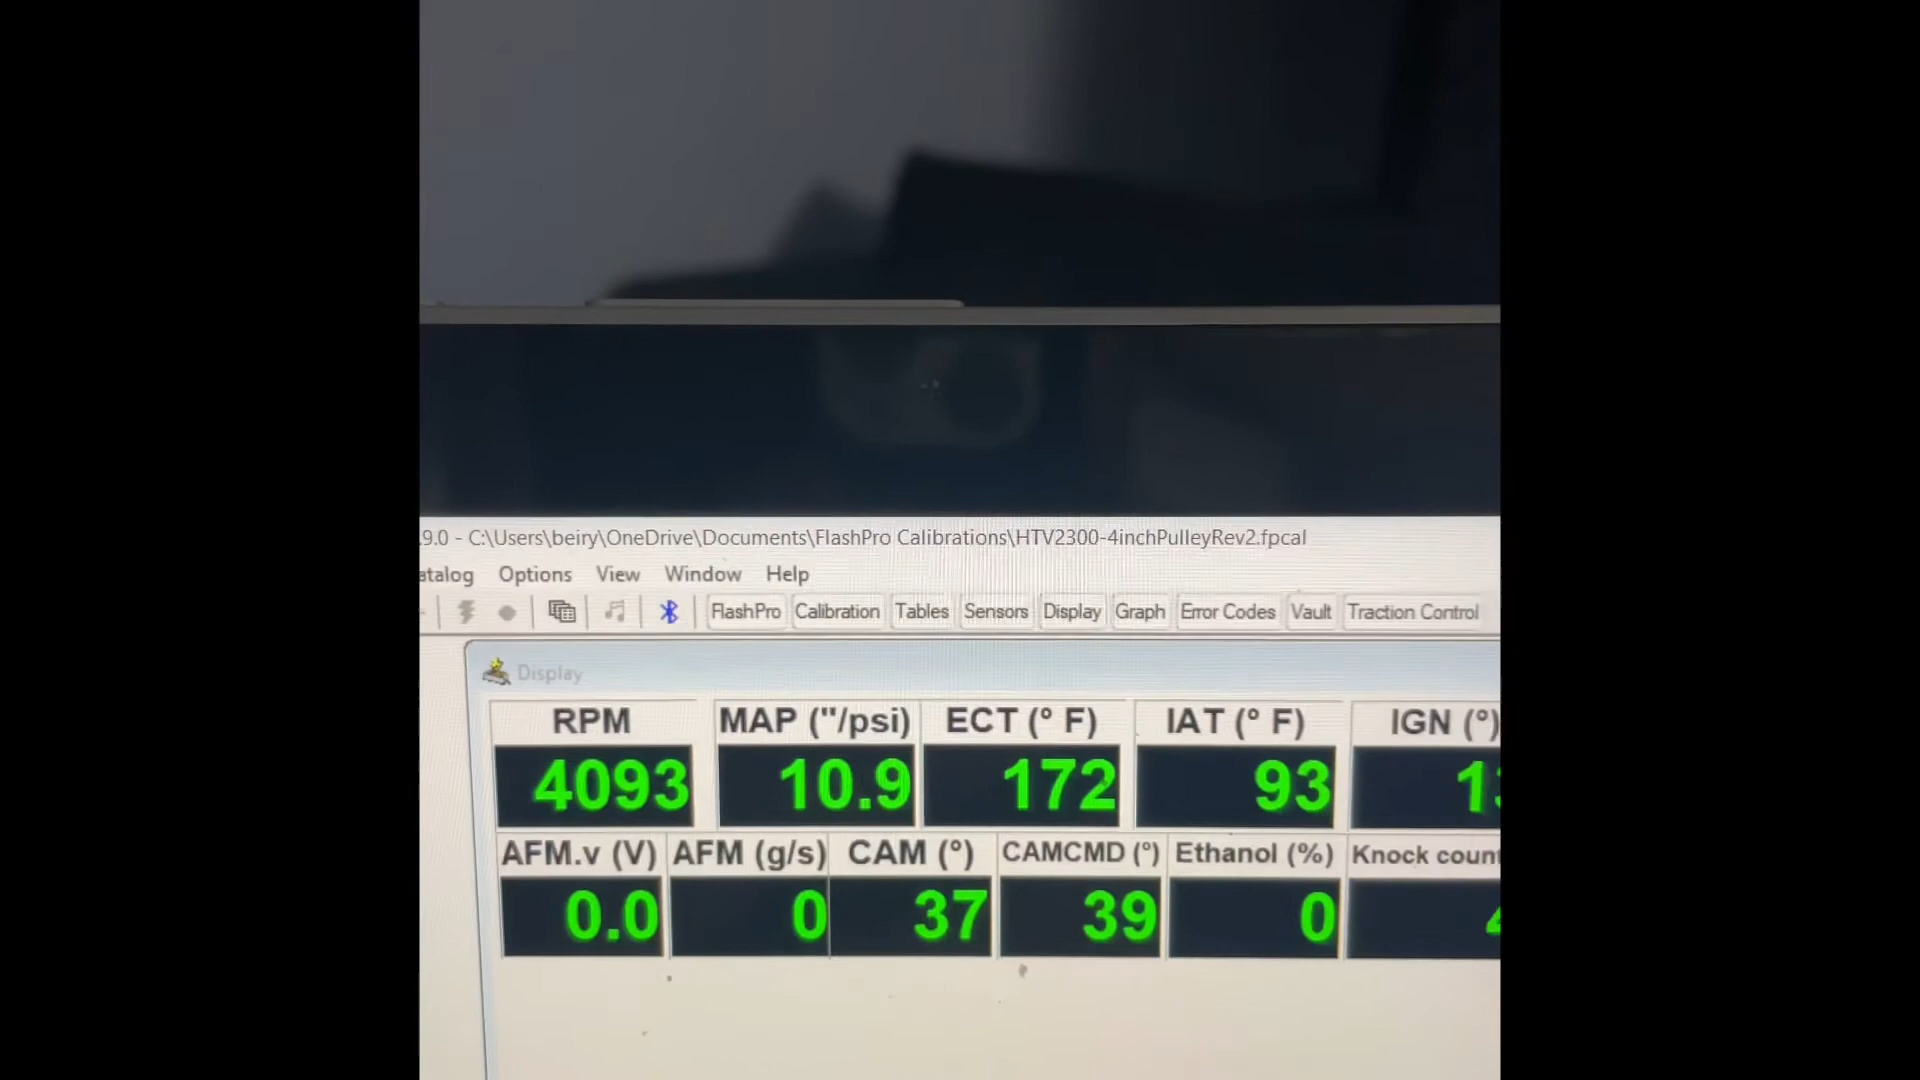 9.0 - C:\Users\beiry\OneDrive\Documents\FlashPro Calibrations\HTV2300-4inchPulleyRev2.fpcal
atalog Options View Window Help
FlashPro Calibration Tables Sensors Display Graph Error Codes Vault Traction Control
Display
RPM MAP ("/psi) ECT (° F) IAT (° F) IGN (°)
4093 10.9 172 93
AFM.v (V) AFM (g/s) CAM (°) CAMCMD (°) Ethanol (%) Knock count
0.0 0 37 39 0